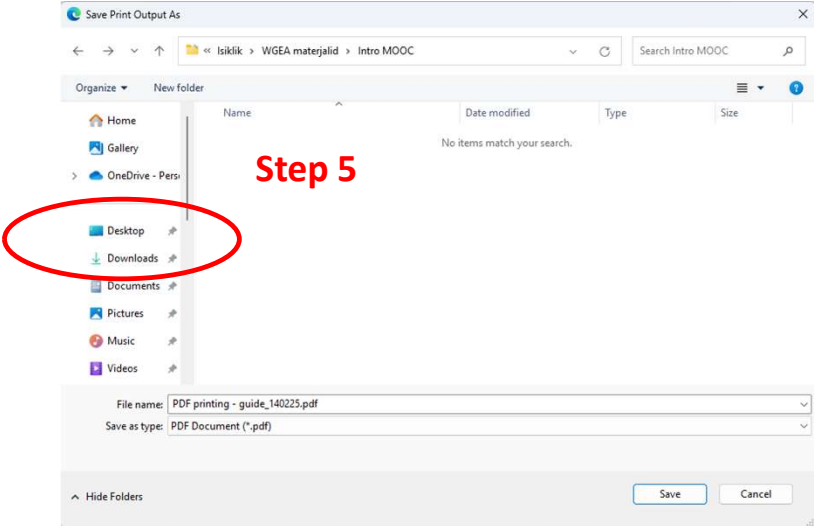 Save Print Output As
« Isiklik > WGEA materjalid > Intro MOOC
Search Intro MOOC
Organize
New folder
Name
Date modified
Type
Size
No items match your search.
Step 5
Home
Gallery
OneDrive - Perso
Desktop
Downloads
Documents
Pictures
Music
Videos
File name: PDF printing - guide_140225.pdf
Save as type: PDF Document (*.pdf)
Hide Folders
Save
Cancel